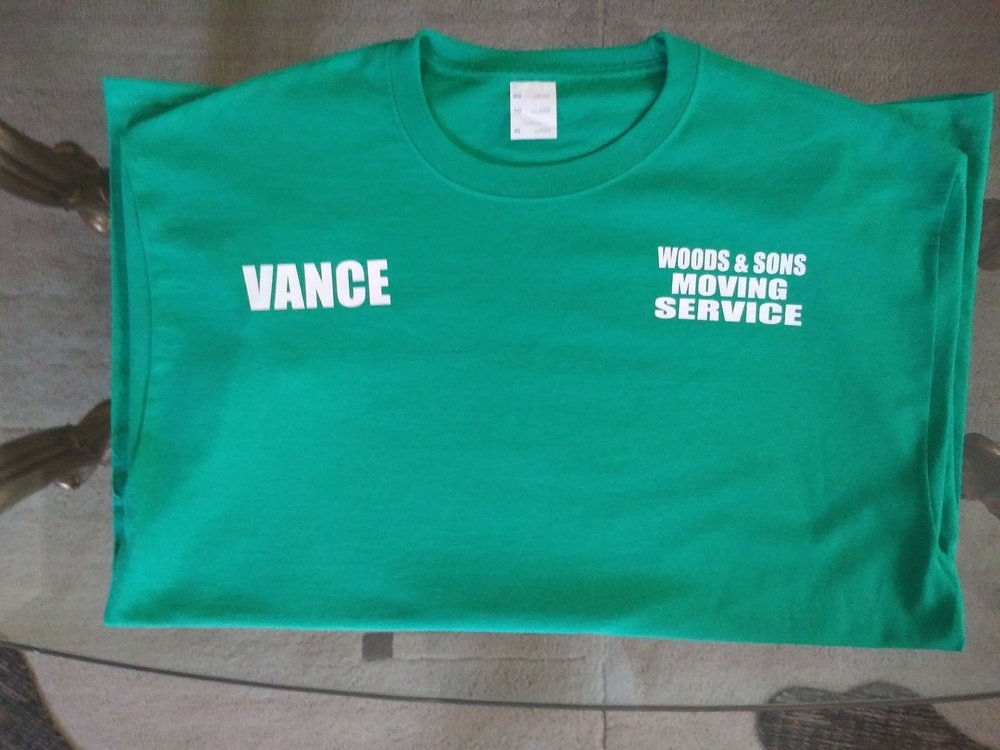 VANCE
WOODS & SONS
MOVING
SERVICE